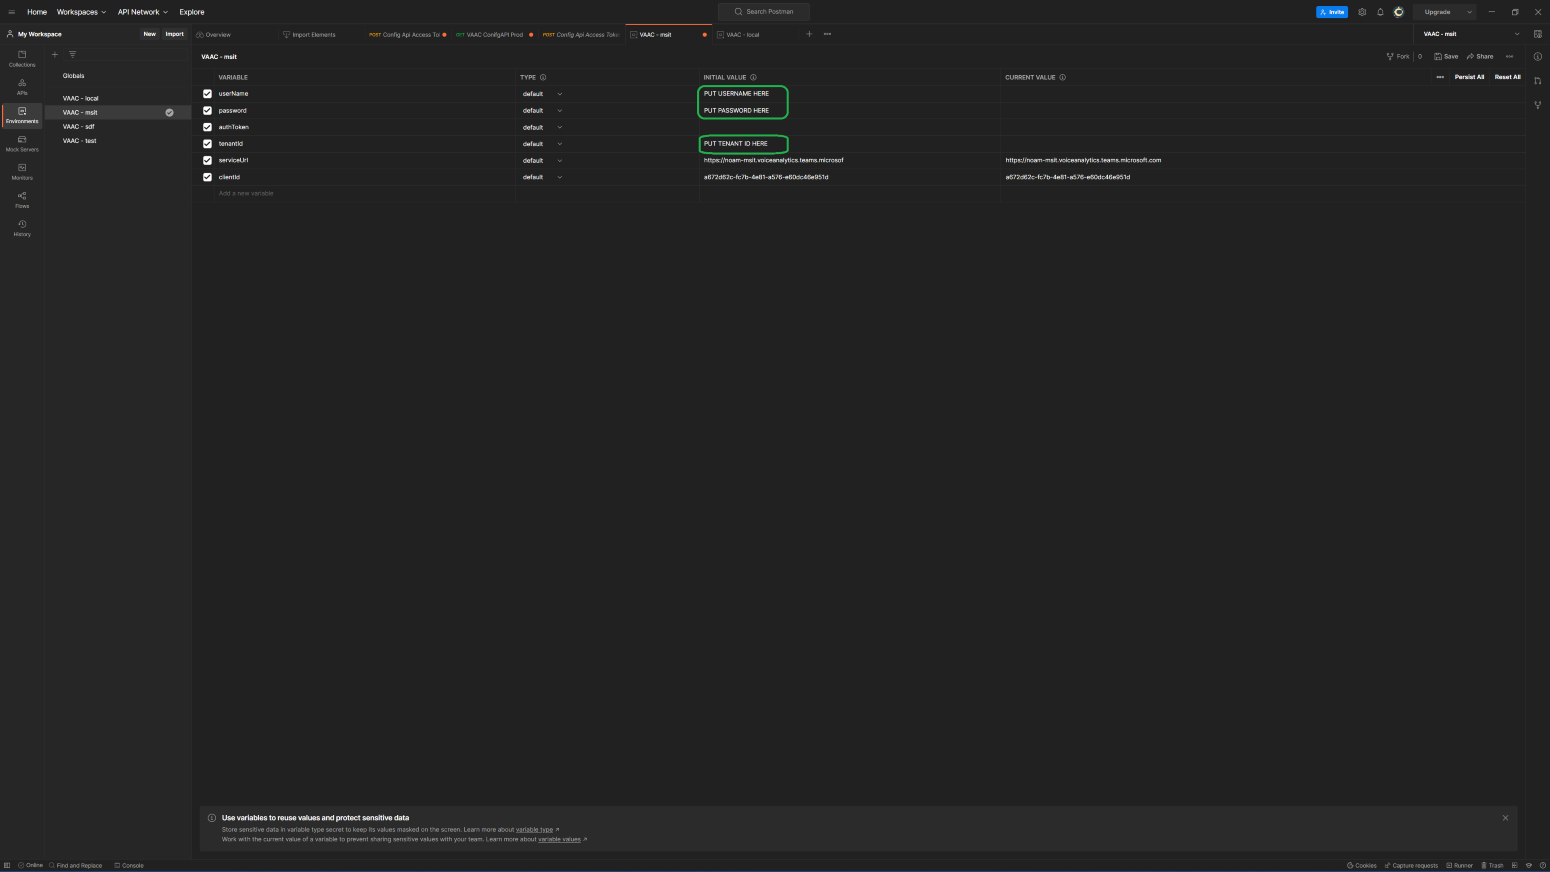 Home Workspaces API Network Explore Search Postman Invite Upgrade
My Workspace New Import Overview Import Elements POST Config Api Access To GET VAAC ConfigAPI Prod POST Config Api Access Tok VAAC - msit VAAC - local VAAC - msit
VAAC - msit Fork 0 Save Share
Collections
APIs
Environments
Mock Servers
Monitors
Flows
History
Globals
VAAC - local
VAAC - msit
VAAC - sdf
VAAC - test
VARIABLE TYPE INITIAL VALUE CURRENT VALUE Persist All Reset All
userName default PUT USERNAME HERE
password default PUT PASSWORD HERE
authToken default
tenantId default PUT TENANT ID HERE
serviceUrl default https://noam-msit.voiceanalytics.teams.microsof https://noam-msit.voiceanalytics.teams.microsoft.com
clientId default a672d62c-fc7b-4e81-a576-e60dc46e951d a672d62c-fc7b-4e81-a576-e60dc46e951d
Add a new variable
Use variables to reuse values and protect sensitive data
Store sensitive data in variable type secret to keep its values masked on the screen. Learn more about variable type ↗
Work with the current value of a variable to prevent sharing sensitive values with your team. Learn more about variable values ↗
Online Find and Replace Console Cookies Capture requests Runner Trash